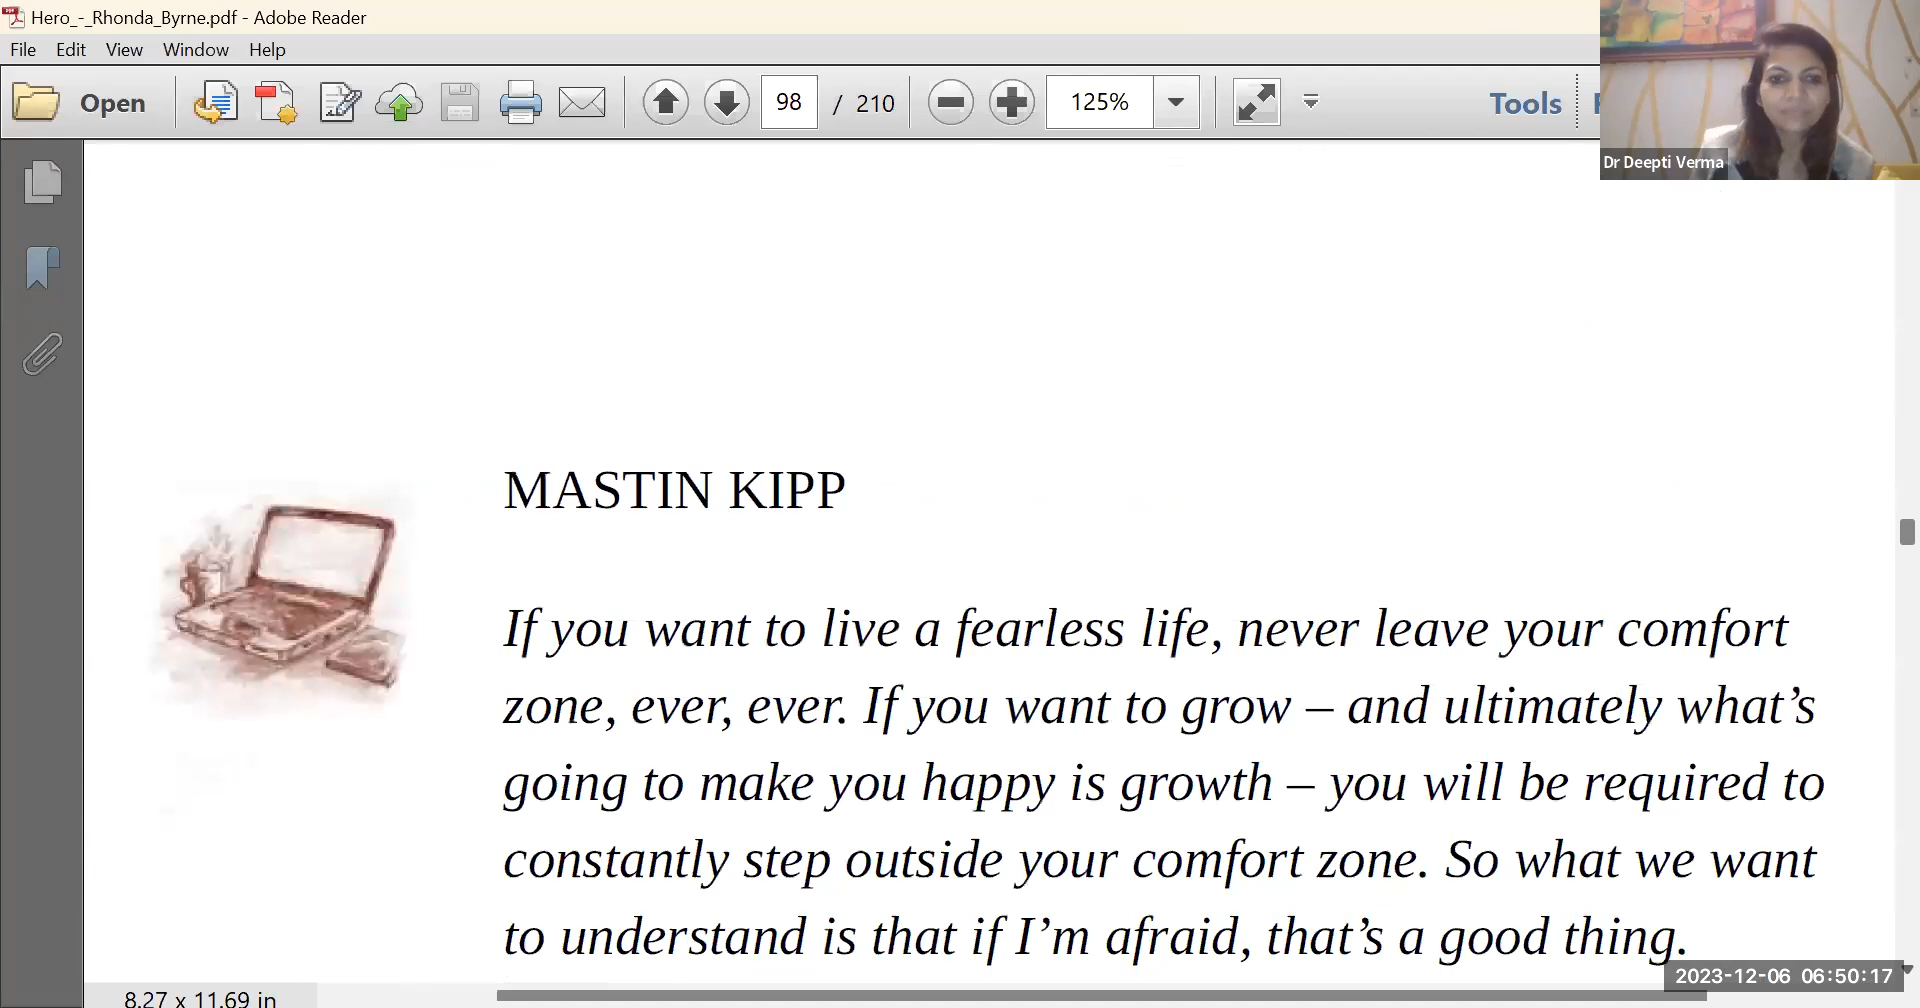 Hero_-_Rhonda_Byrne.pdf - Adobe Reader
File Edit View Window Help
Open 98 / 210 125% Tools
Dr Deepti Verma
MASTIN KIPP
If you want to live a fearless life, never leave your comfort
zone, ever, ever. If you want to grow – and ultimately what’s
going to make you happy is growth – you will be required to
constantly step outside your comfort zone. So what we want
to understand is that if I’m afraid, that’s a good thing.
2023-12-06 06:50:17
8.27 x 11.69 in